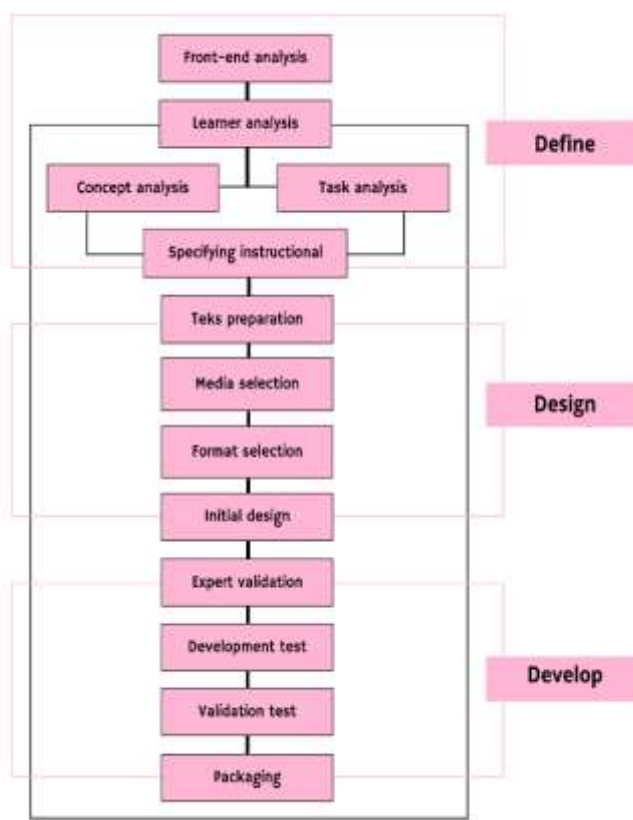 Front-end analysis
Learner analysis
Define
Concept analysis
Task analysis
Specifying instructional
Teks preparation
Media selection
Design
Format selection
Initial design
Expert validation
Development test
Develop
Validation test
Packaging